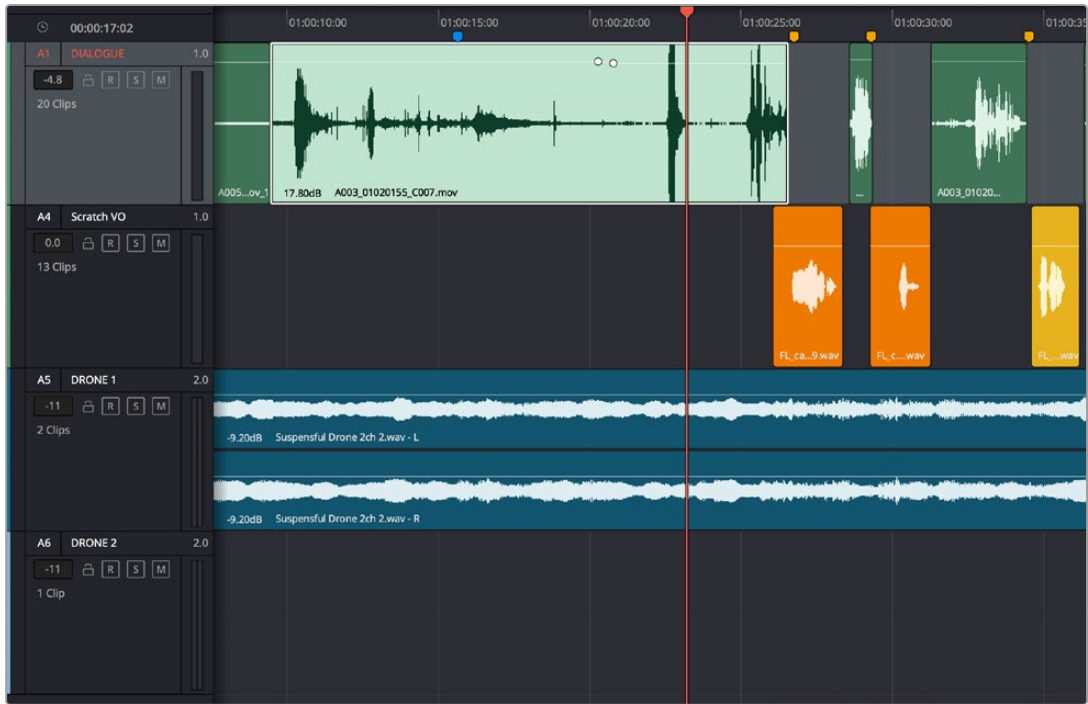 00:00:17:02
01:00:10:00 01:00:15:00 01:00:20:00 01:00:25:00 01:00:30:00 01:00:35
A1 DIALOGUE 1.0
-4.8 R S M
20 Clips
A005...ov_1 17.80dB A003_01020155_C007.mov ... A003_01020...
A4 Scratch VO 1.0
0.0 R S M
13 Clips
FL_ca...9.wav FL_c....wav FL_...wav
A5 DRONE 1 2.0
-11 R S M
2 Clips
-9.20dB Suspensful Drone 2ch 2.wav - L
-9.20dB Suspensful Drone 2ch 2.wav - R
A6 DRONE 2 2.0
-11 R S M
1 Clip